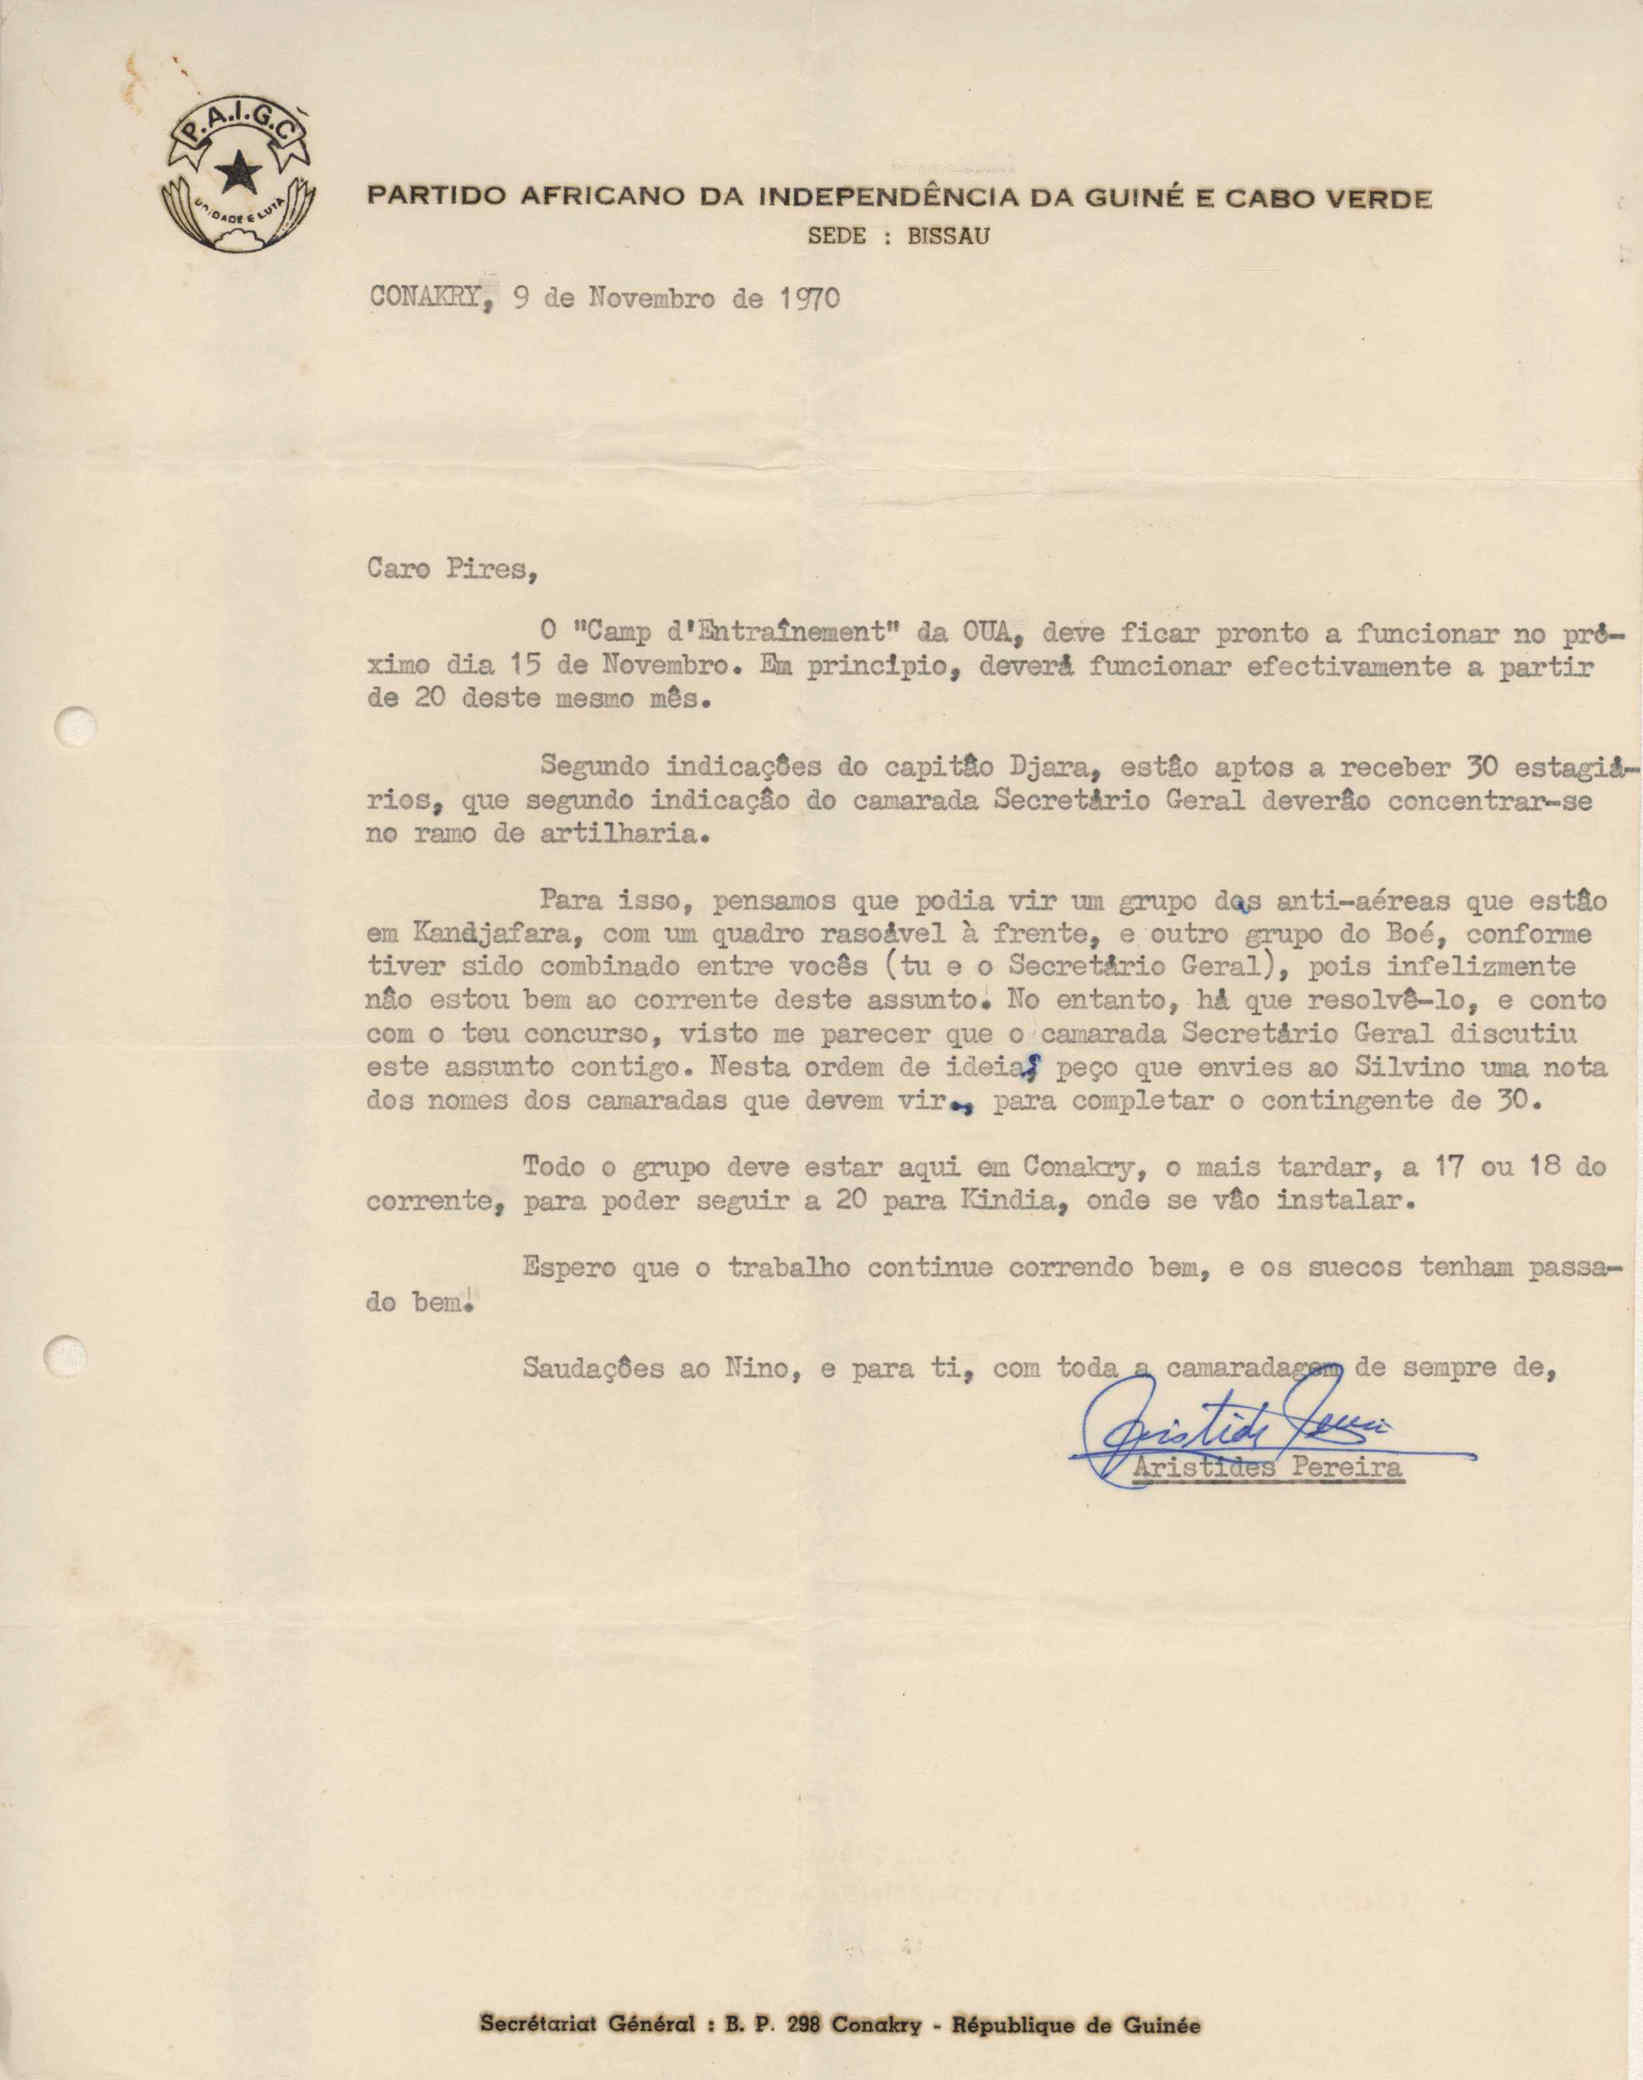 P.A.I.G.C
UNIDADE E LUTA
PARTIDO AFRICANO DA INDEPENDÊNCIA DA GUINÉ E CABO VERDE
SEDE : BISSAU
CONAKRY, 9 de Novembro de 1970
Caro Pires,
O "Camp d'Entraînement" da OUA, deve ficar pronto a funcionar no pró-
ximo dia 15 de Novembro. Em princípio, deverá funcionar efectivamente a partir
de 20 deste mesmo mês.
Segundo indicações do capitâo Djara, estâo aptos a receber 30 estagiá-
rios, que segundo indicaçâo do camarada Secretário Geral deverâo concentrar-se
no ramo de artilharia.
Para isso, pensamos que podia vir um grupo das anti-aéreas que estâo
em Kandjafara, com um quadro rasoável à frente, e outro grupo do Boé, conforme
tiver sido combinado entre vocês (tu e o Secretário Geral), pois infelizmente
nâo estou bem ao corrente deste assunto. No entanto, há que resolvê-lo, e conto
com o teu concurso, visto me parecer que o camarada Secretário Geral discutiu
este assunto contigo. Nesta ordem de ideias peço que envies ao Silvino uma nota
dos nomes dos camaradas que devem vir, para completar o contingente de 30.
Todo o grupo deve estar aqui em Conakry, o mais tardar, a 17 ou 18 do
corrente, para poder seguir a 20 para Kindia, onde se vâo instalar.
Espero que o trabalho continue correndo bem, e os suecos tenham passa-
do bem.
Saudações ao Nino, e para ti, com toda a camaradagem de sempre de,
Aristides Pereira
Aristides Pereira
Secrétariat Général : B. P. 298 Conakry - République de Guinée